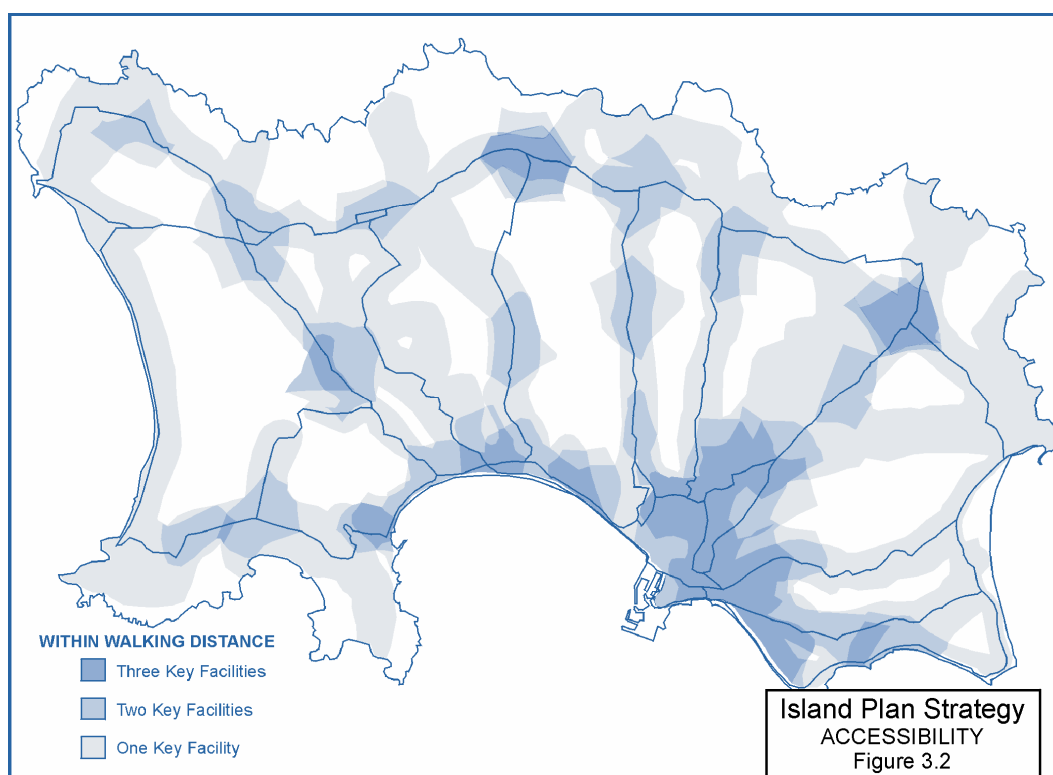 WITHIN WALKING DISTANCE
Three Key Facilities
Two Key Facilities
One Key Facility
Island Plan Strategy
ACCESSIBILITY
Figure 3.2